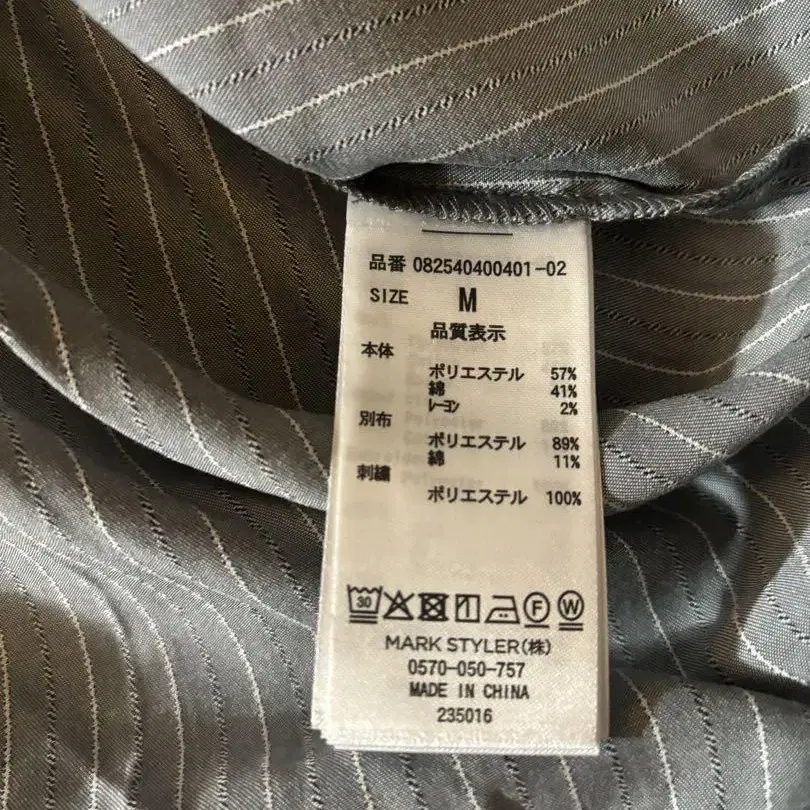 品番 082540400401-02
SIZE M
品質表示
本体
ポリエステル 57%
綿 41%
ﾚｰﾖﾝ 2%
別布
ポリエステル 89%
綿 11%
刺繍
ポリエステル 100%
30 F W
MARK STYLER(株)
0570-050-757
MADE IN CHINA
235016